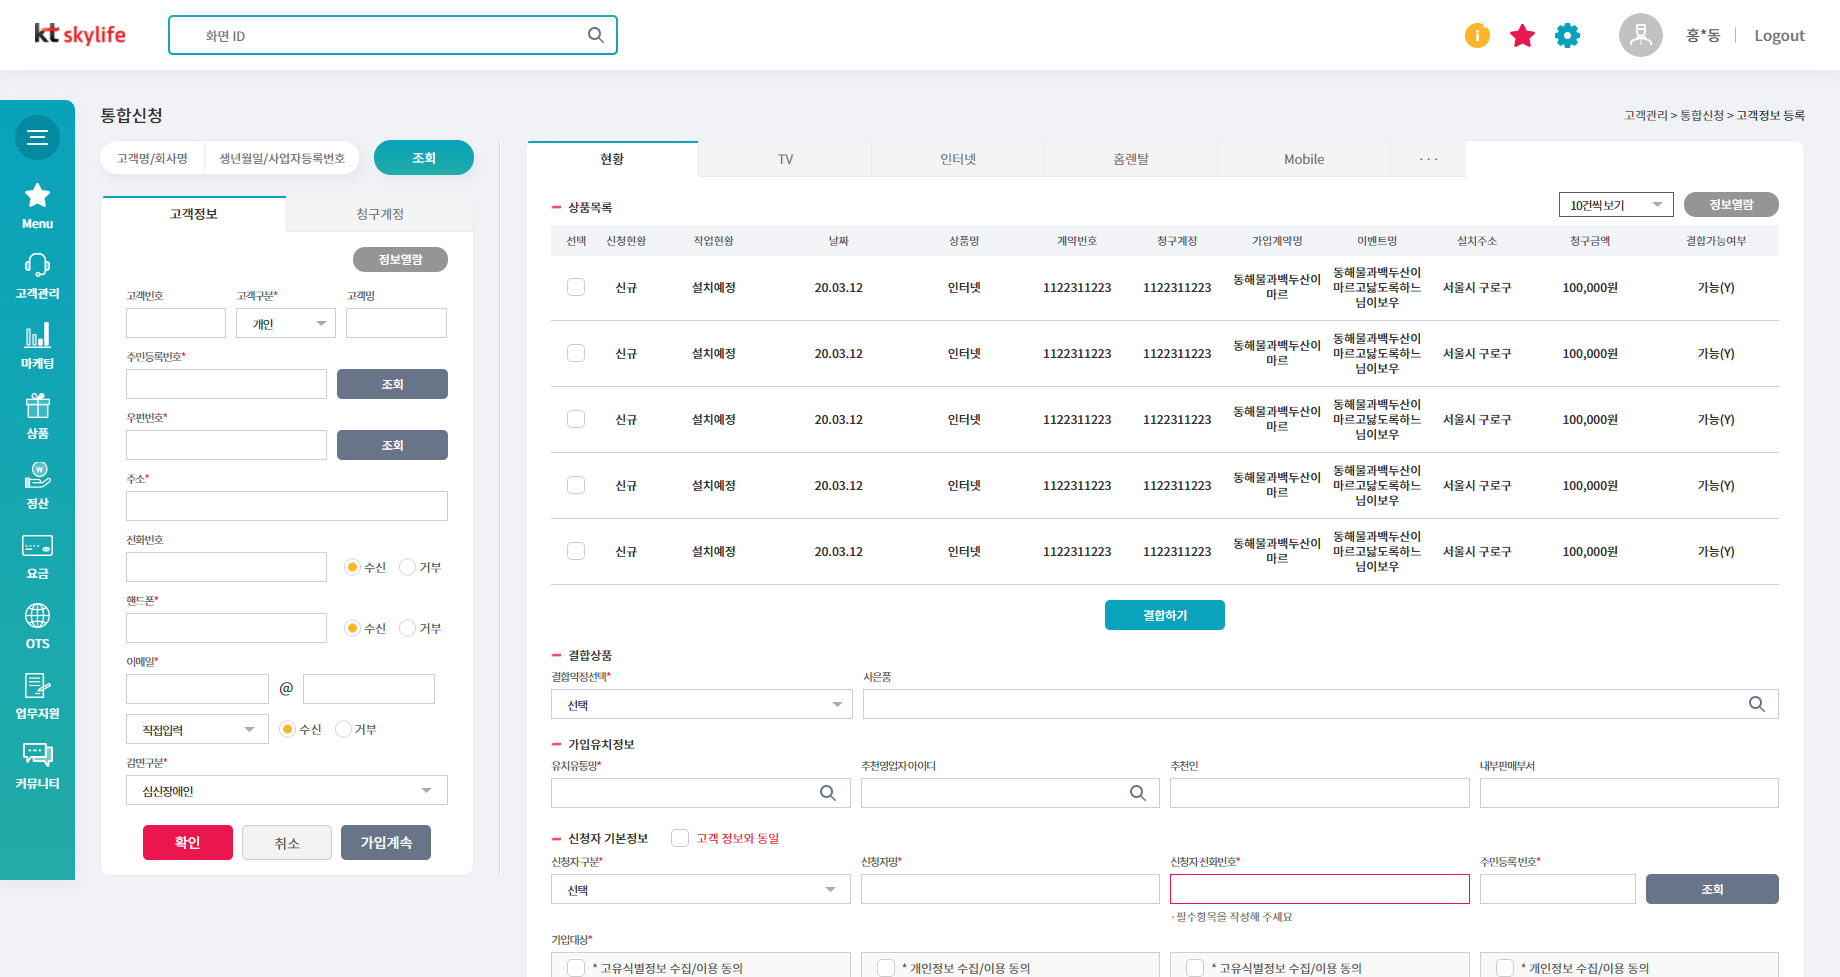 kt skylife
화면 ID
홍*동
Logout
Menu
고객관리
마케팅
상품
정산
요금
OTS
업무지원
커뮤니티
통합신청
고객관리 > 통합신청 > 고객정보 등록
고객명/회사명
생년월일/사업자등록번호
조회
고객정보
청구계정
정보열람
고객번호
고객구분*
고객명
개인
주민등록번호*
조회
우편번호*
조회
주소*
전화번호
수신
거부
핸드폰*
수신
거부
이메일*
@
직접입력
수신
거부
감면구분*
심신장애인
확인
취소
가입계속
현황
TV
인터넷
홈렌탈
Mobile
···
상품목록
10건씩 보기
정보열람
선택 신청현황 직업현황 날짜 상품명 계약번호 청구계정 가입계약명 이벤트명 설치주소 청구금액 결합가능여부
신규 설치예정 20.03.12 인터넷 1122311223 1122311223 동해물과백두산이마르 동해물과백두산이마르고닳도록하느님이보우 서울시 구로구 100,000원 가능(Y)
신규 설치예정 20.03.12 인터넷 1122311223 1122311223 동해물과백두산이마르 동해물과백두산이마르고닳도록하느님이보우 서울시 구로구 100,000원 가능(Y)
신규 설치예정 20.03.12 인터넷 1122311223 1122311223 동해물과백두산이마르 동해물과백두산이마르고닳도록하느님이보우 서울시 구로구 100,000원 가능(Y)
신규 설치예정 20.03.12 인터넷 1122311223 1122311223 동해물과백두산이마르 동해물과백두산이마르고닳도록하느님이보우 서울시 구로구 100,000원 가능(Y)
신규 설치예정 20.03.12 인터넷 1122311223 1122311223 동해물과백두산이마르 동해물과백두산이마르고닳도록하느님이보우 서울시 구로구 100,000원 가능(Y)
결합하기
결합상품
결합약정선택*
사은품
선택
가입유치정보
유치유통망*
추천영업자아이디
추천인
내부판매부서
신청자 기본정보
고객 정보와 동일
신청자 구분*
신청자명*
신청자 전화번호*
주민등록 번호*
선택
조회
· 필수항목을 작성해 주세요
가입대상*
* 고유식별정보 수집/이용 동의
* 개인정보 수집/이용 동의
* 고유식별정보 수집/이용 동의
* 개인정보 수집/이용 동의